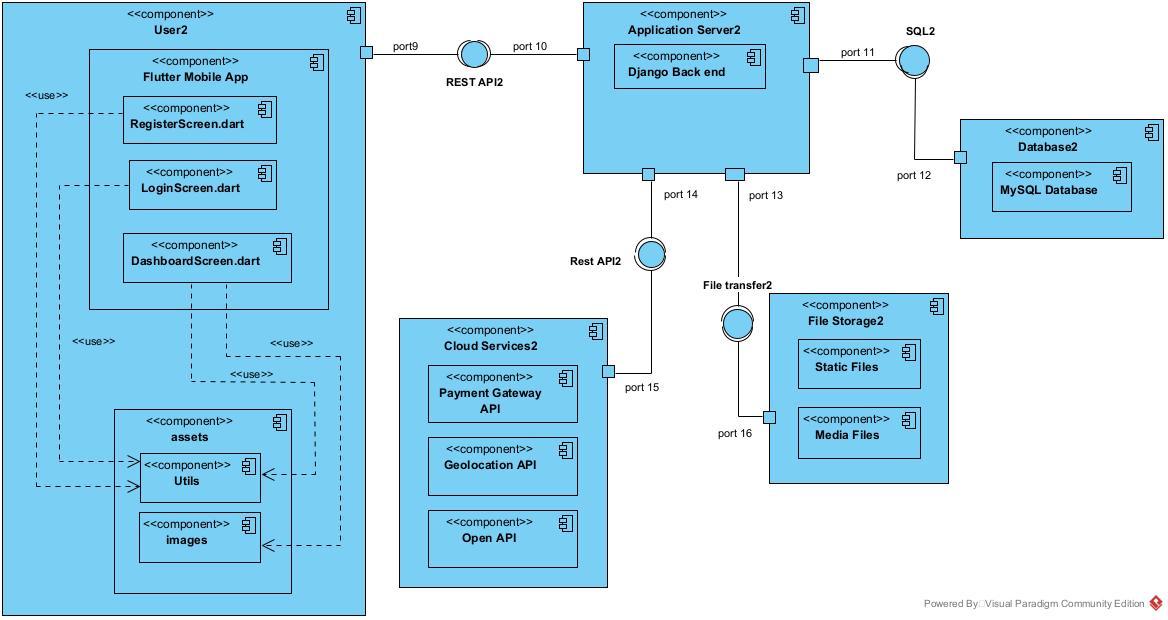 <<component>>
User2
<<component>>
Flutter Mobile App
<<use>>
<<component>>
RegisterScreen.dart
<<component>>
LoginScreen.dart
<<component>>
DashboardScreen.dart
<<use>>
<<use>>
<<use>>
<<component>>
assets
<<component>>
Utils
<<component>>
images
port9
REST API2
port 10
<<component>>
Application Server2
<<component>>
Django Back end
port 11
SQL2
port 12
<<component>>
Database2
<<component>>
MySQL Database
port 14
port 13
Rest API2
File transfer2
port 15
port 16
<<component>>
Cloud Services2
<<component>>
Payment Gateway
API
<<component>>
Geolocation API
<<component>>
Open API
<<component>>
File Storage2
<<component>>
Static Files
<<component>>
Media Files
Powered By Visual Paradigm Community Edition